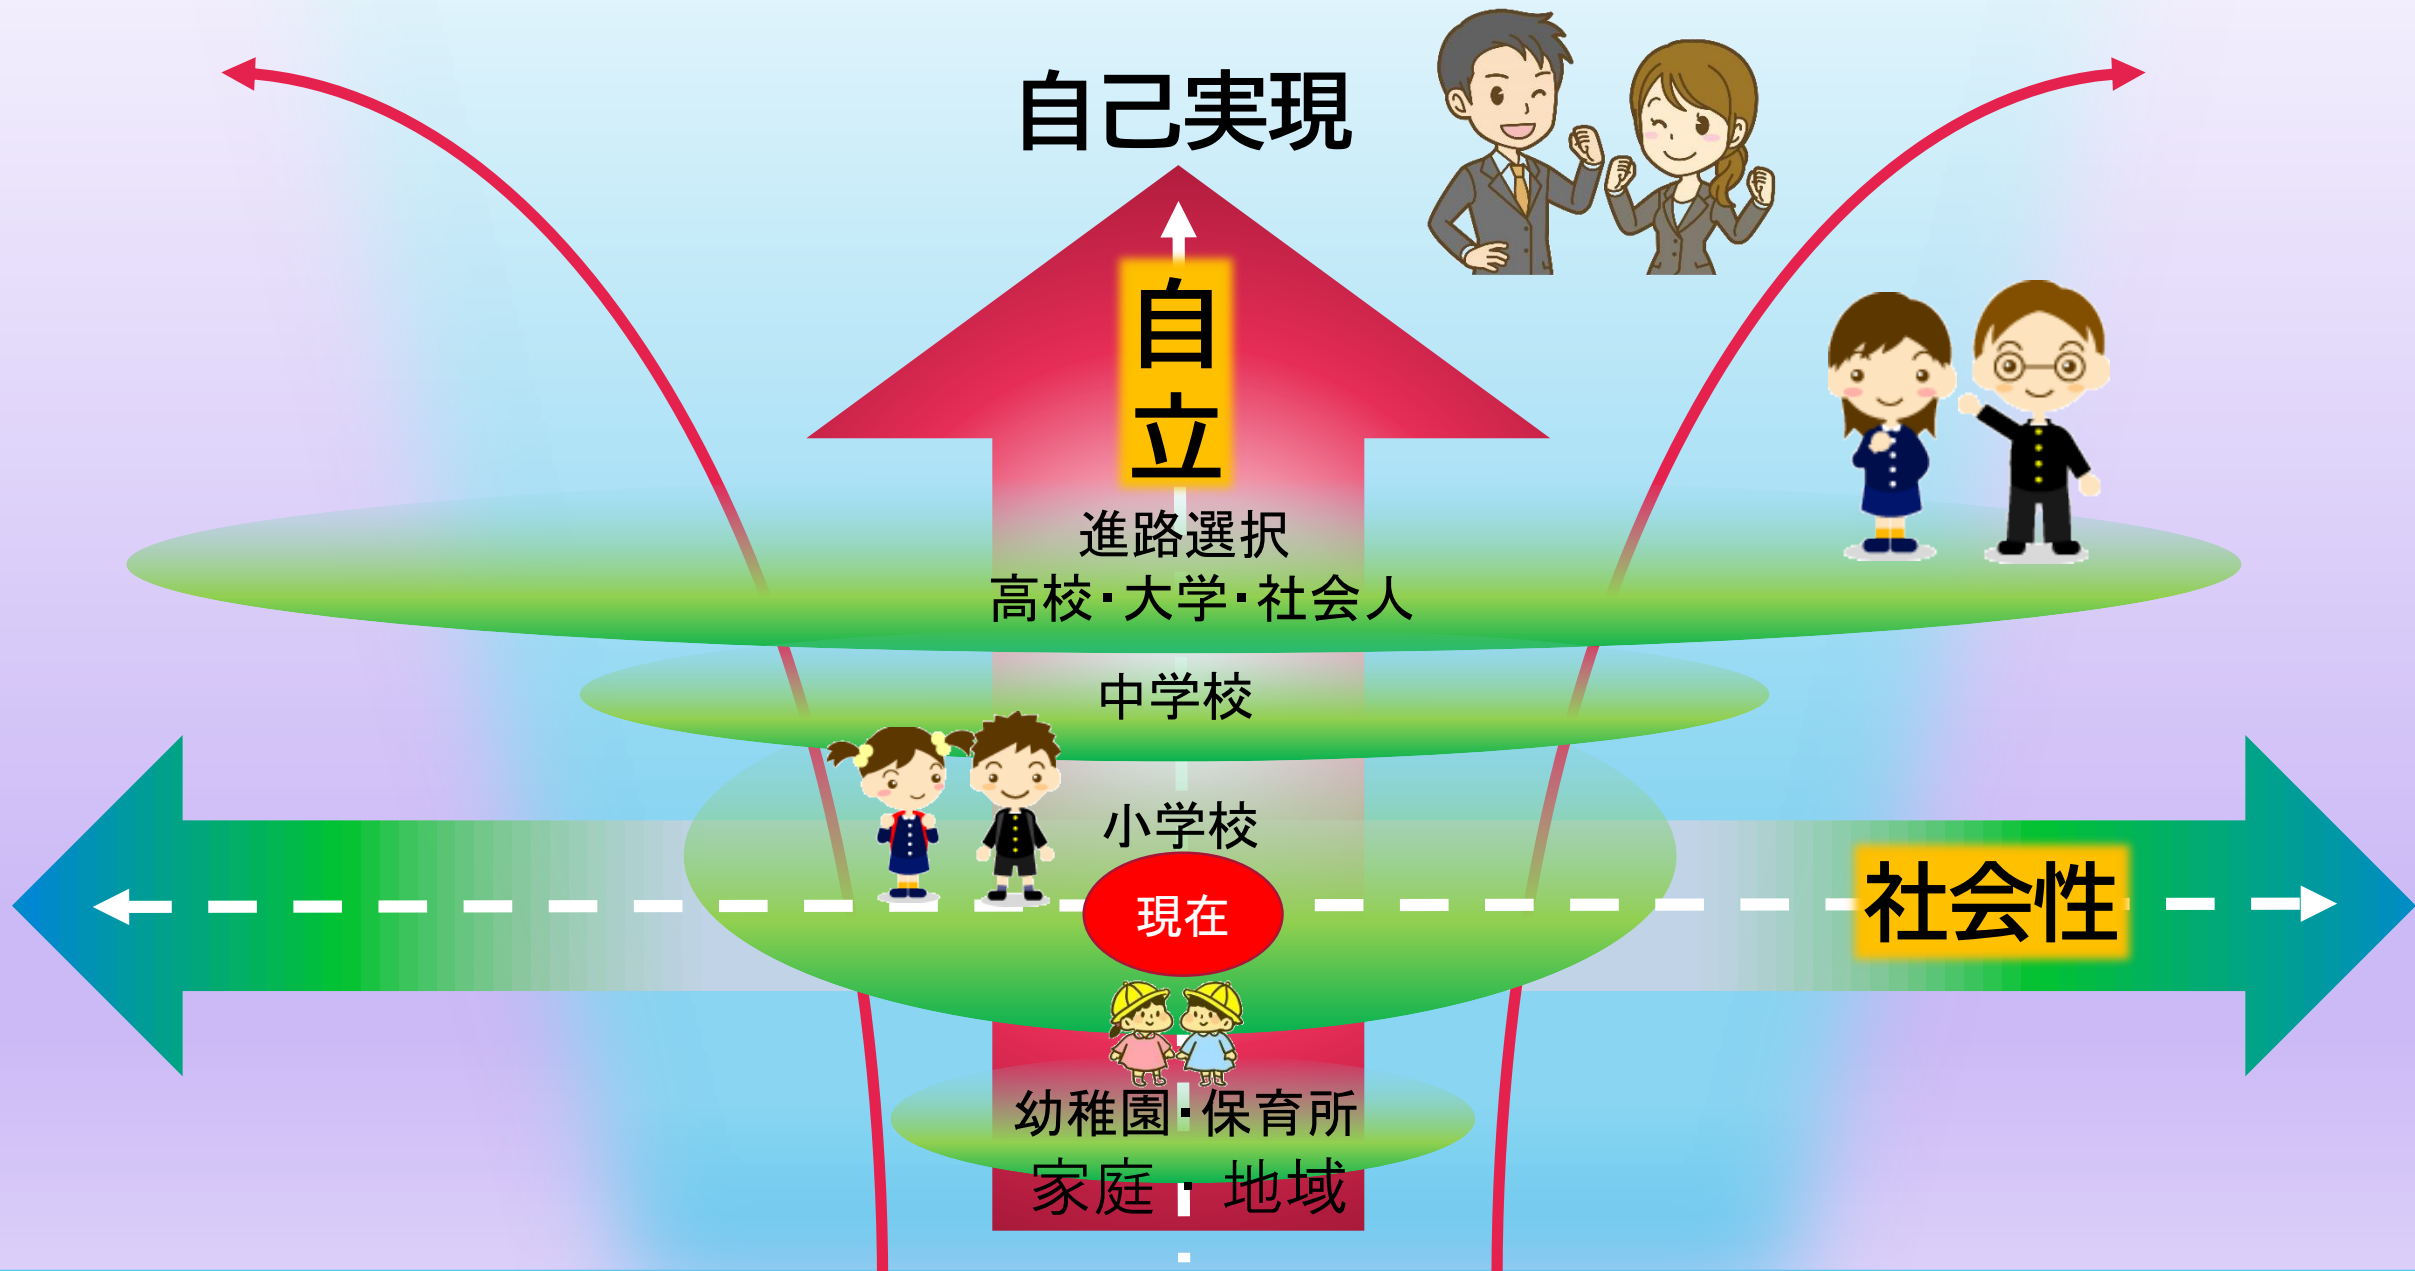 自己実現
自立
進路選択
高校・大学・社会人
中学校
小学校
現在
社会性
幼稚園・保育所
家庭・地域